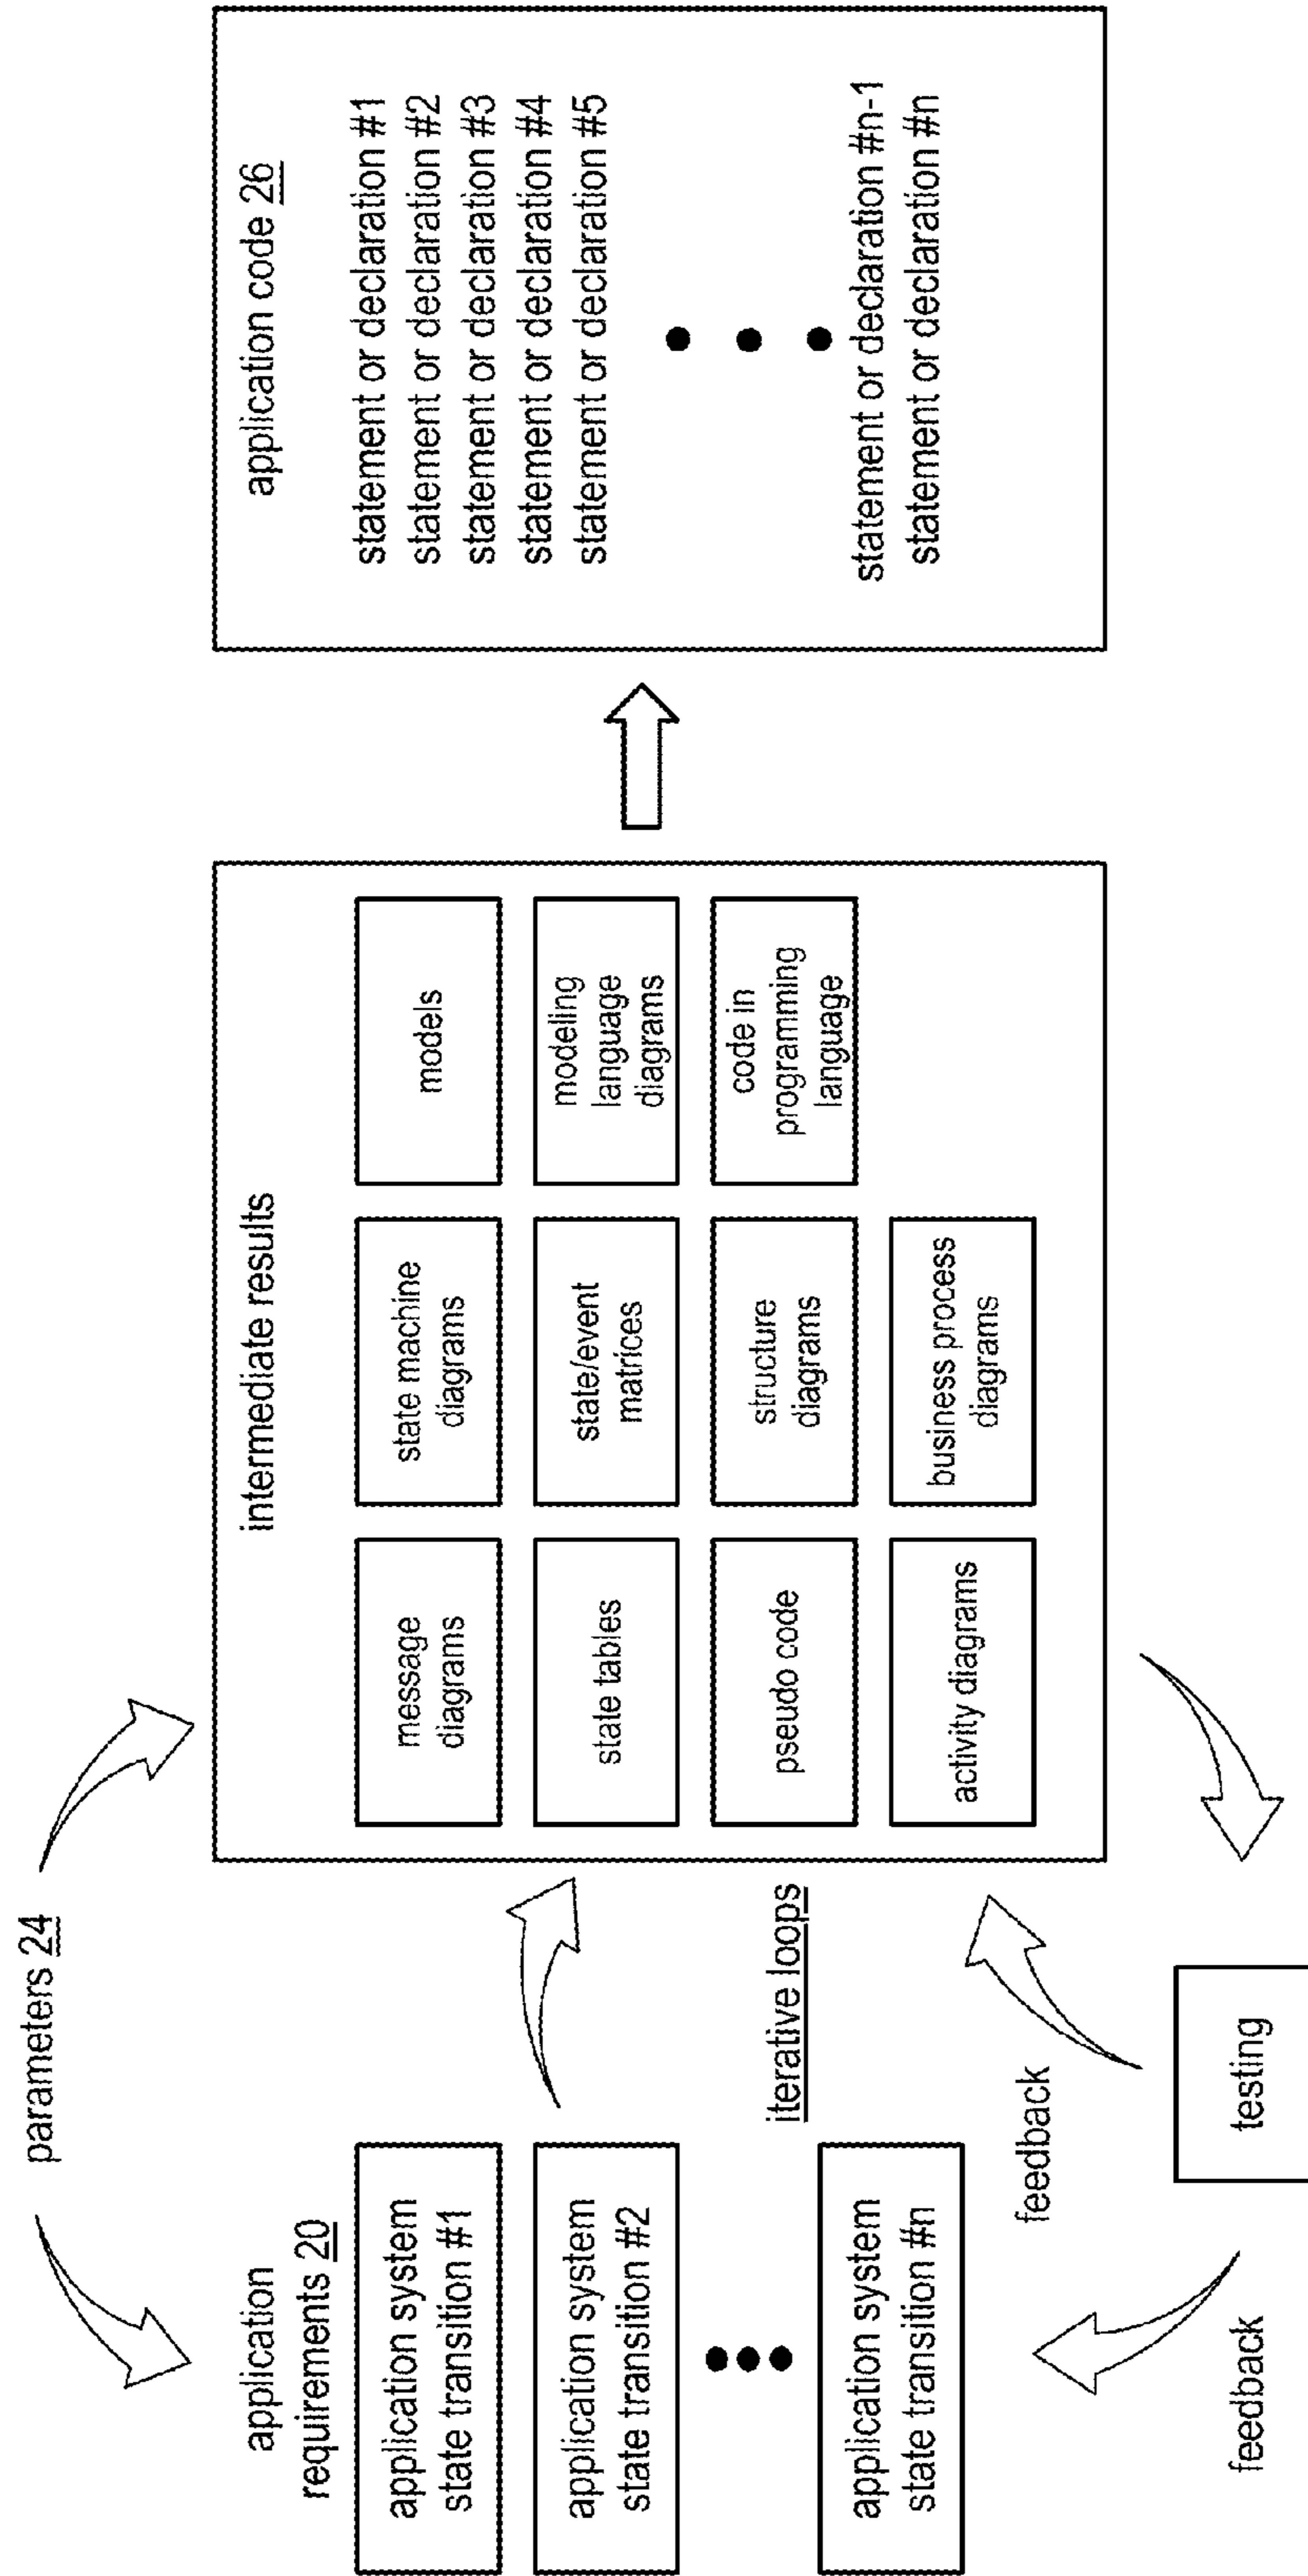 parameters 24
application
requirements 20
application system
state transition #1
application system
state transition #2
application system
state transition #n
iterative loops
feedback
feedback
testing
intermediate results
message
diagrams
state machine
diagrams
models
state tables
state/event
matrices
modeling
language
diagrams
pseudo code
structure
diagrams
code in
programming
language
activity diagrams
business process
diagrams
application code 26
statement or declaration #1
statement or declaration #2
statement or declaration #3
statement or declaration #4
statement or declaration #5
statement or declaration #n-1
statement or declaration #n